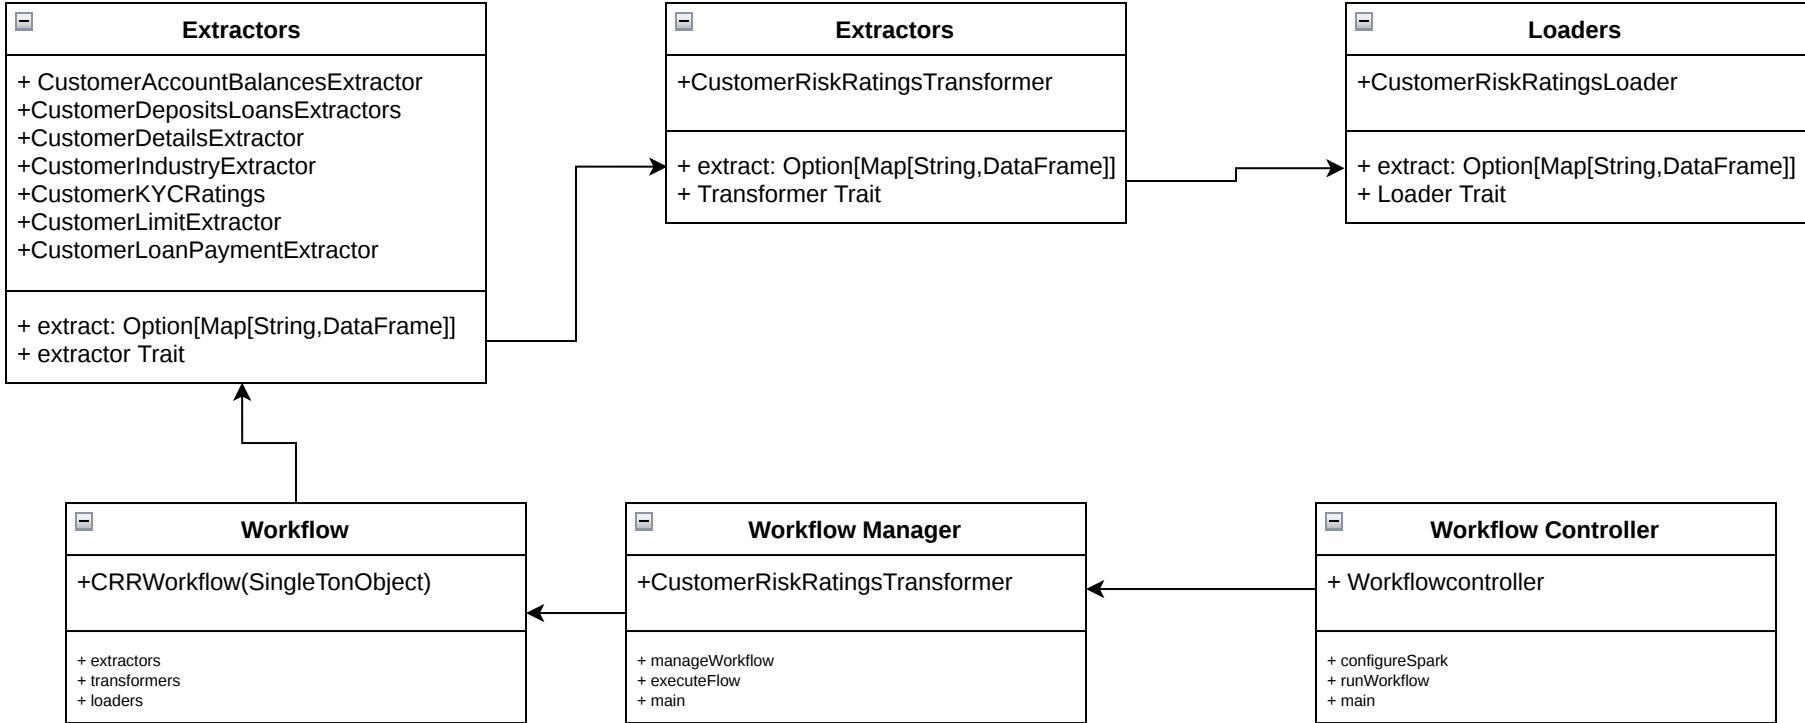 Extractors
+ CustomerAccountBalancesExtractor
+CustomerDepositsLoansExtractors
+CustomerDetailsExtractor
+CustomerIndustryExtractor
+CustomerKYCRatings
+CustomerLimitExtractor
+CustomerLoanPaymentExtractor
+ extract: Option[Map[String,DataFrame]]
+ extractor Trait
Extractors
+CustomerRiskRatingsTransformer
+ extract: Option[Map[String,DataFrame]]
+ Transformer Trait
Loaders
+CustomerRiskRatingsLoader
+ extract: Option[Map[String,DataFrame]]
+ Loader Trait
Workflow
+CRRWorkflow(SingleTonObject)
+ extractors
+ transformers
+ loaders
Workflow Manager
+CustomerRiskRatingsTransformer
+ manageWorkflow
+ executeFlow
+ main
Workflow Controller
+ Workflowcontroller
+ configureSpark
+ runWorkflow
+ main